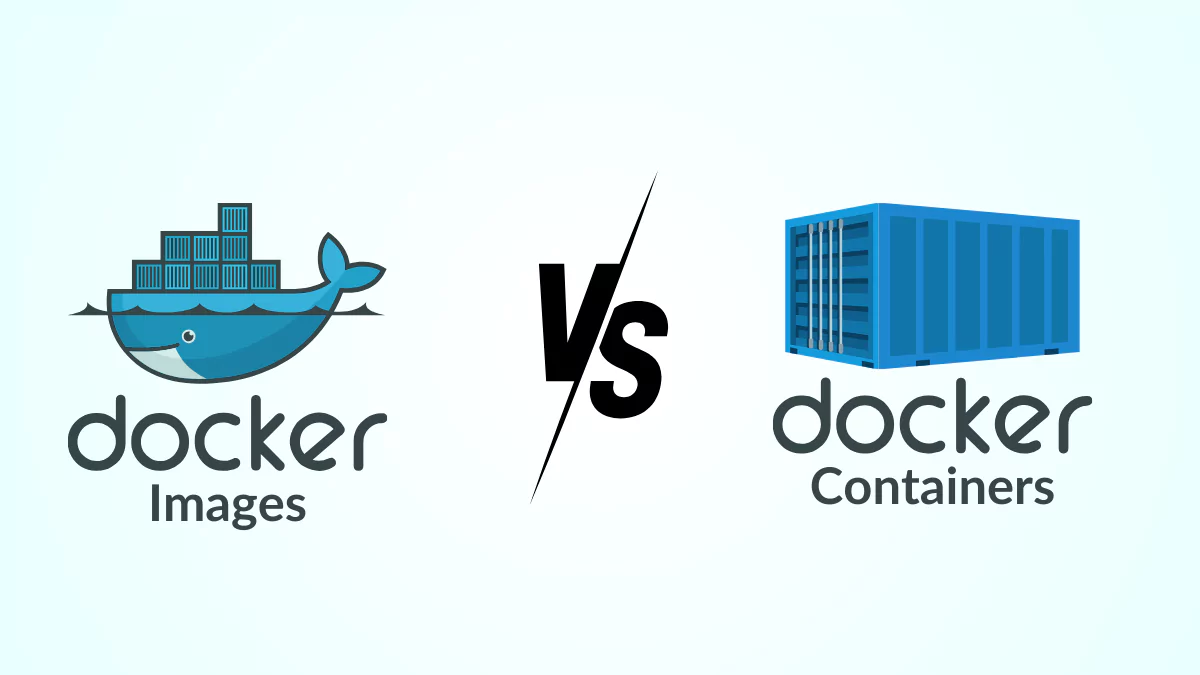 docker
Images
VS
docker
Containers